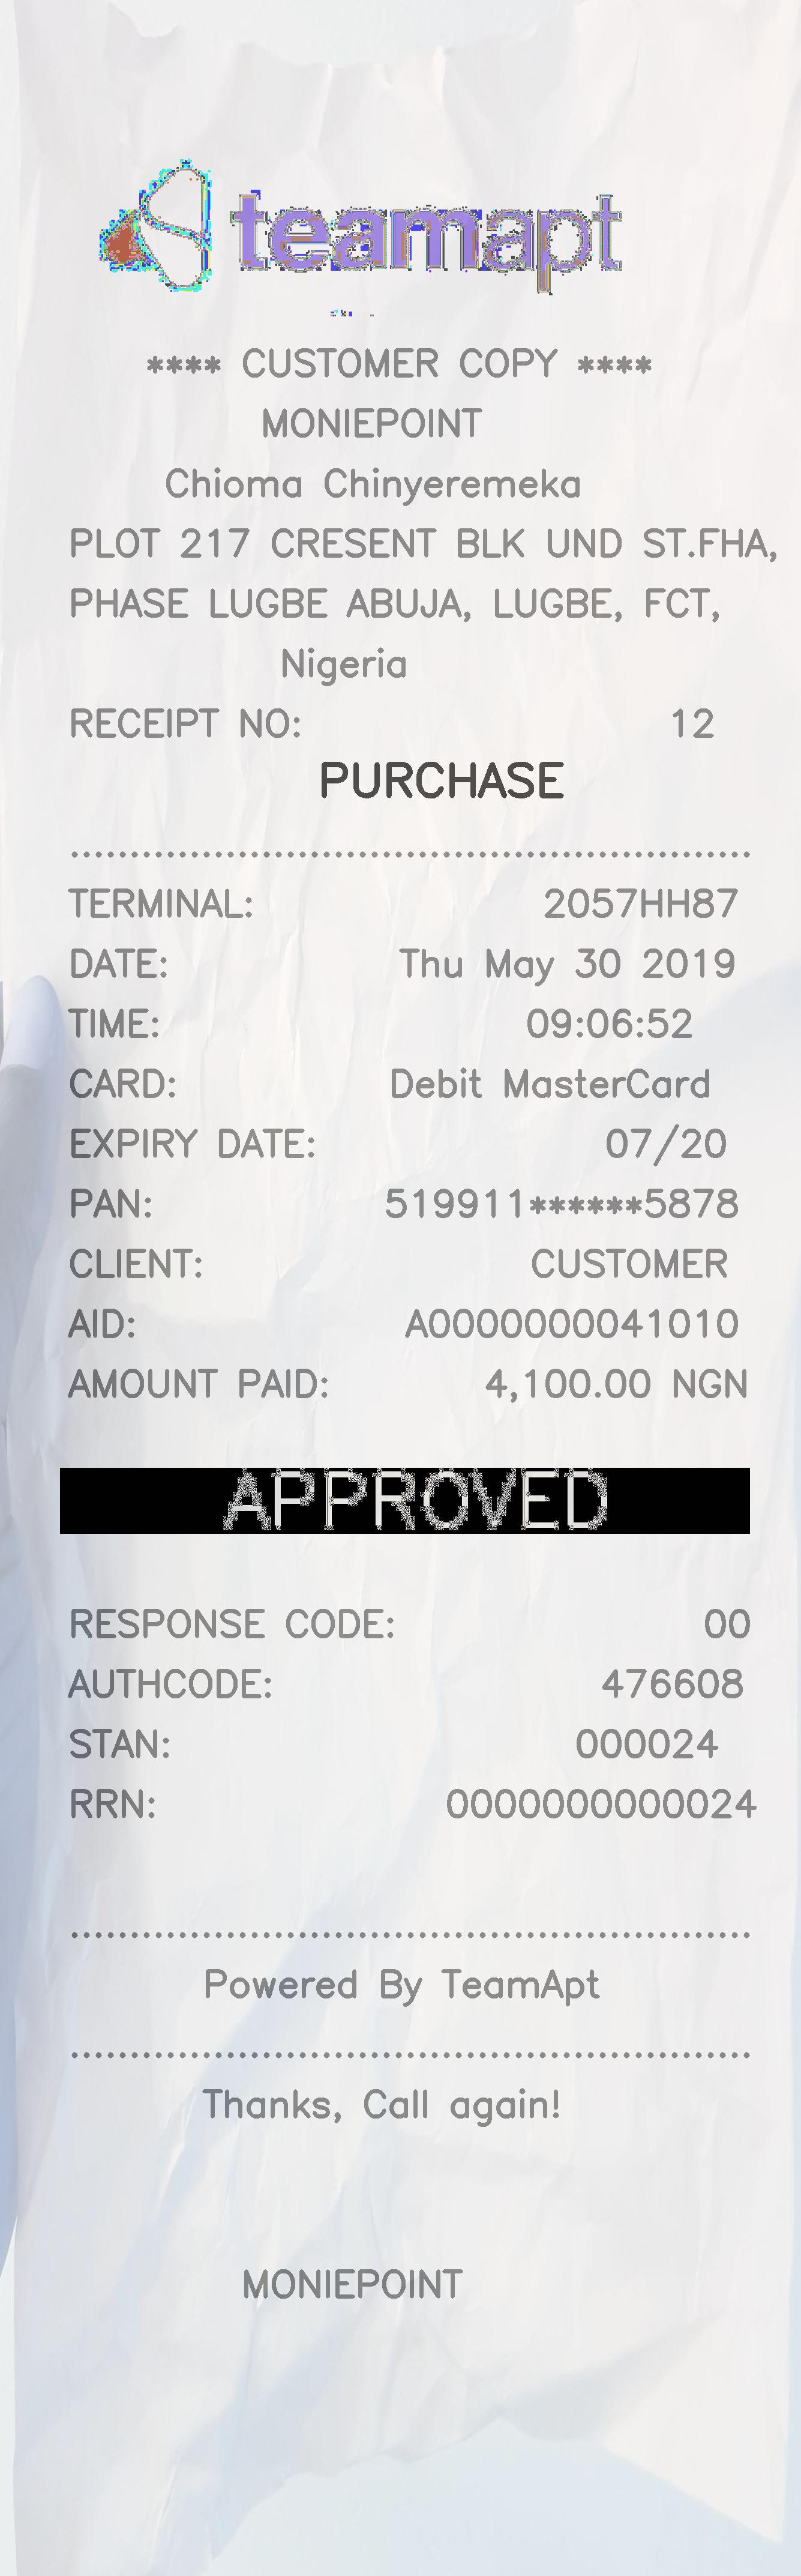 teamapt
**** CUSTOMER COPY ****
MONIEPOINT
Chioma Chinyeremeka
PLOT 217 CRESENT BLK UND ST.FHA,
PHASE LUGBE ABUJA, LUGBE, FCT,
Nigeria
RECEIPT NO: 12
PURCHASE
TERMINAL: 2057HH87
DATE: Thu May 30 2019
TIME: 09:06:52
CARD: Debit MasterCard
EXPIRY DATE: 07/20
PAN: 519911******5878
CLIENT: CUSTOMER
AID: A0000000041010
AMOUNT PAID: 4,100.00 NGN
APPROVED
RESPONSE CODE: 00
AUTHCODE: 476608
STAN: 000024
RRN: 0000000000024
Powered By TeamApt
Thanks, Call again!
MONIEPOINT